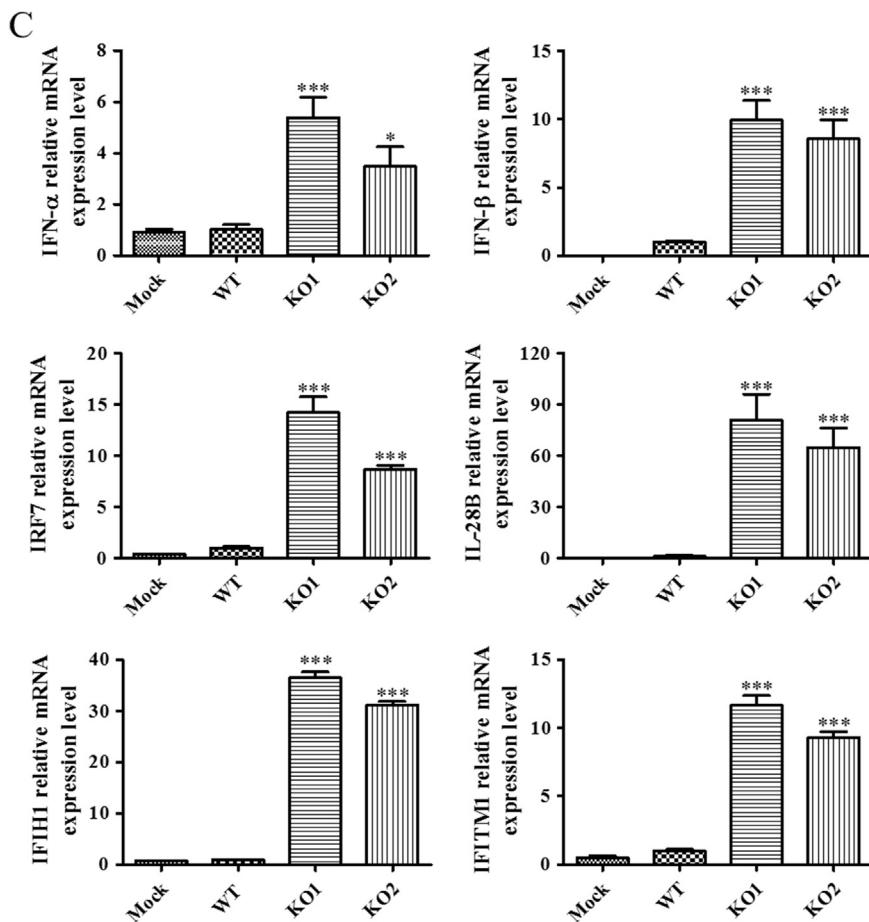 C
IFN-α relative mRNA
expression level
8
6
4
2
0
***
*
Mock
WT
KO1
KO2
IFN-β relative mRNA
expression level
15
10
5
0
***
***
Mock
WT
KO1
KO2
IRF7 relative mRNA
expression level
20
15
10
5
0
***
***
Mock
WT
KO1
KO2
IL-28B relative mRNA
expression level
120
90
60
30
0
***
***
Mock
WT
KO1
KO2
IFIH1 relative mRNA
expression level
40
30
20
10
0
***
***
Mock
WT
KO1
KO2
IFITM1 relative mRNA
expression level
15
10
5
0
***
***
Mock
WT
KO1
KO2